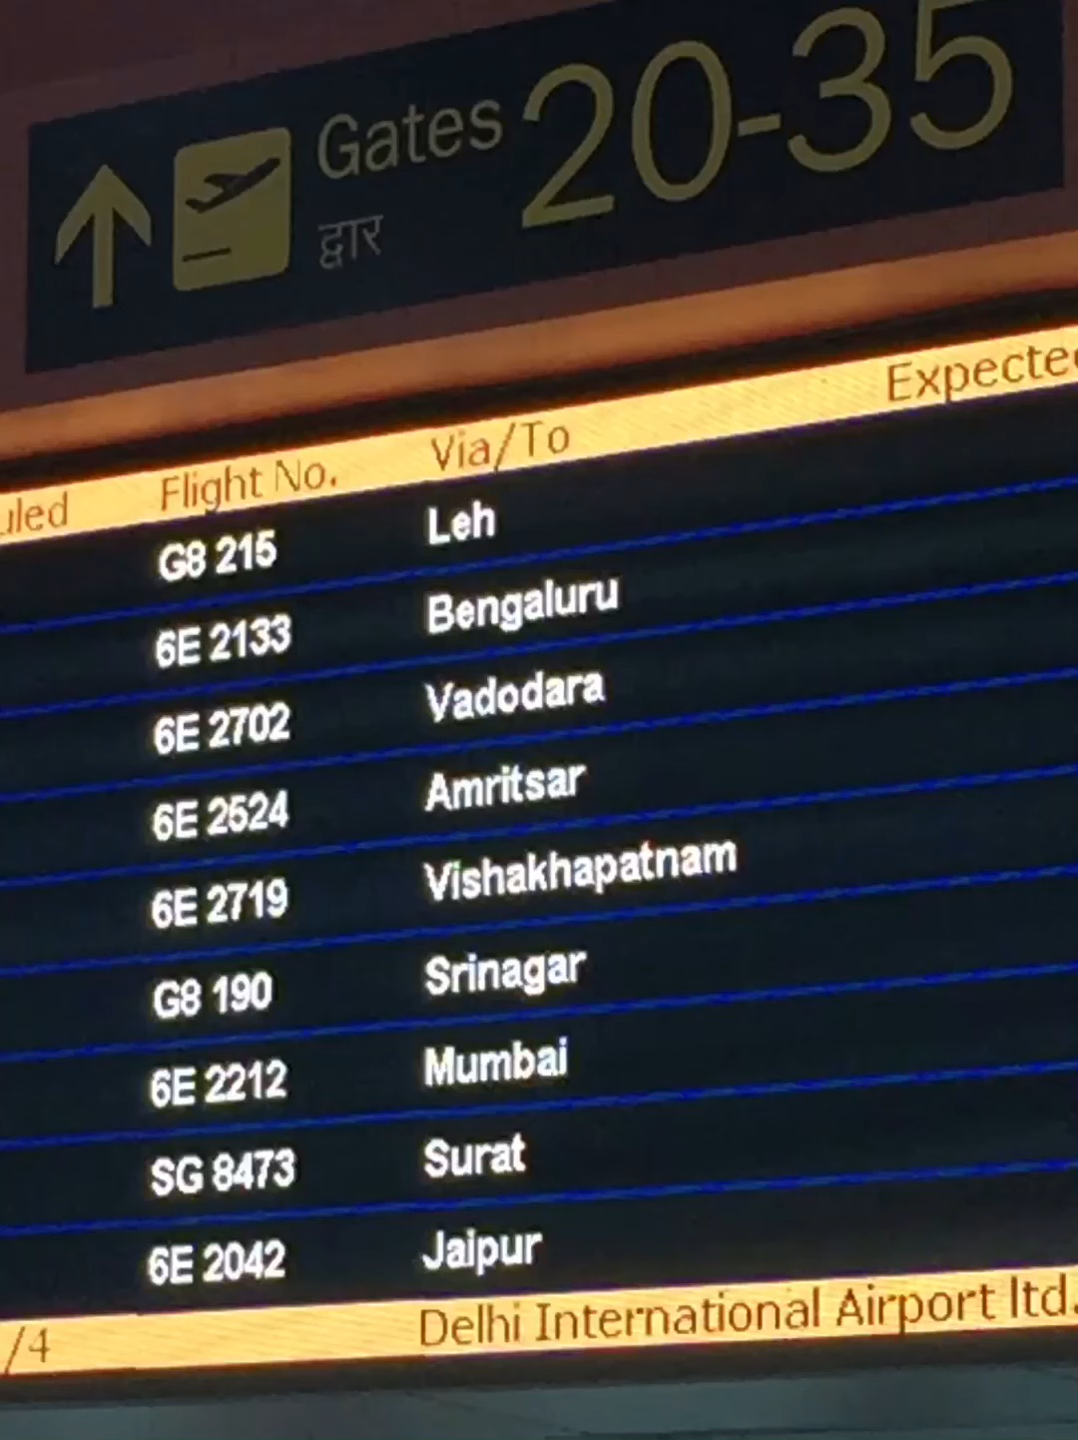 Gates 20-35
द्वार
uled Flight No. Via/To Expected
G8 215 Leh
6E 2133 Bengaluru
6E 2702 Vadodara
6E 2524 Amritsar
6E 2719 Vishakhapatnam
G8 190 Srinagar
6E 2212 Mumbai
SG 8473 Surat
6E 2042 Jaipur
/4 Delhi International Airport ltd.